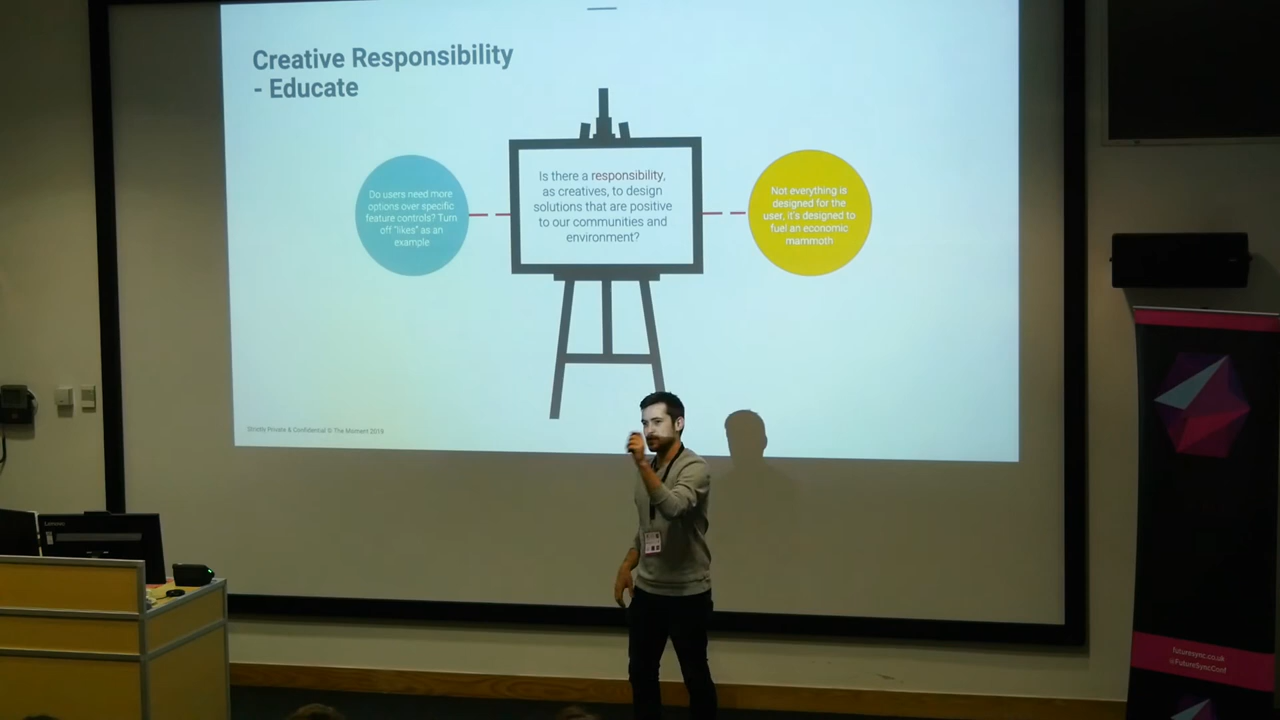 Creative Responsibility
- Educate
Do users need more
options over specific
feature controls? Turn
off "likes" as an
example
Is there a responsibility,
as creatives, to design
solutions that are positive
to our communities and
environment?
Not everything is
designed for the
user, it's designed to
fuel an economic
mammoth
Strictly Private & Confidential © The Moment 2019
Lenovo
futuresync.co.uk
@FutureSyncConf